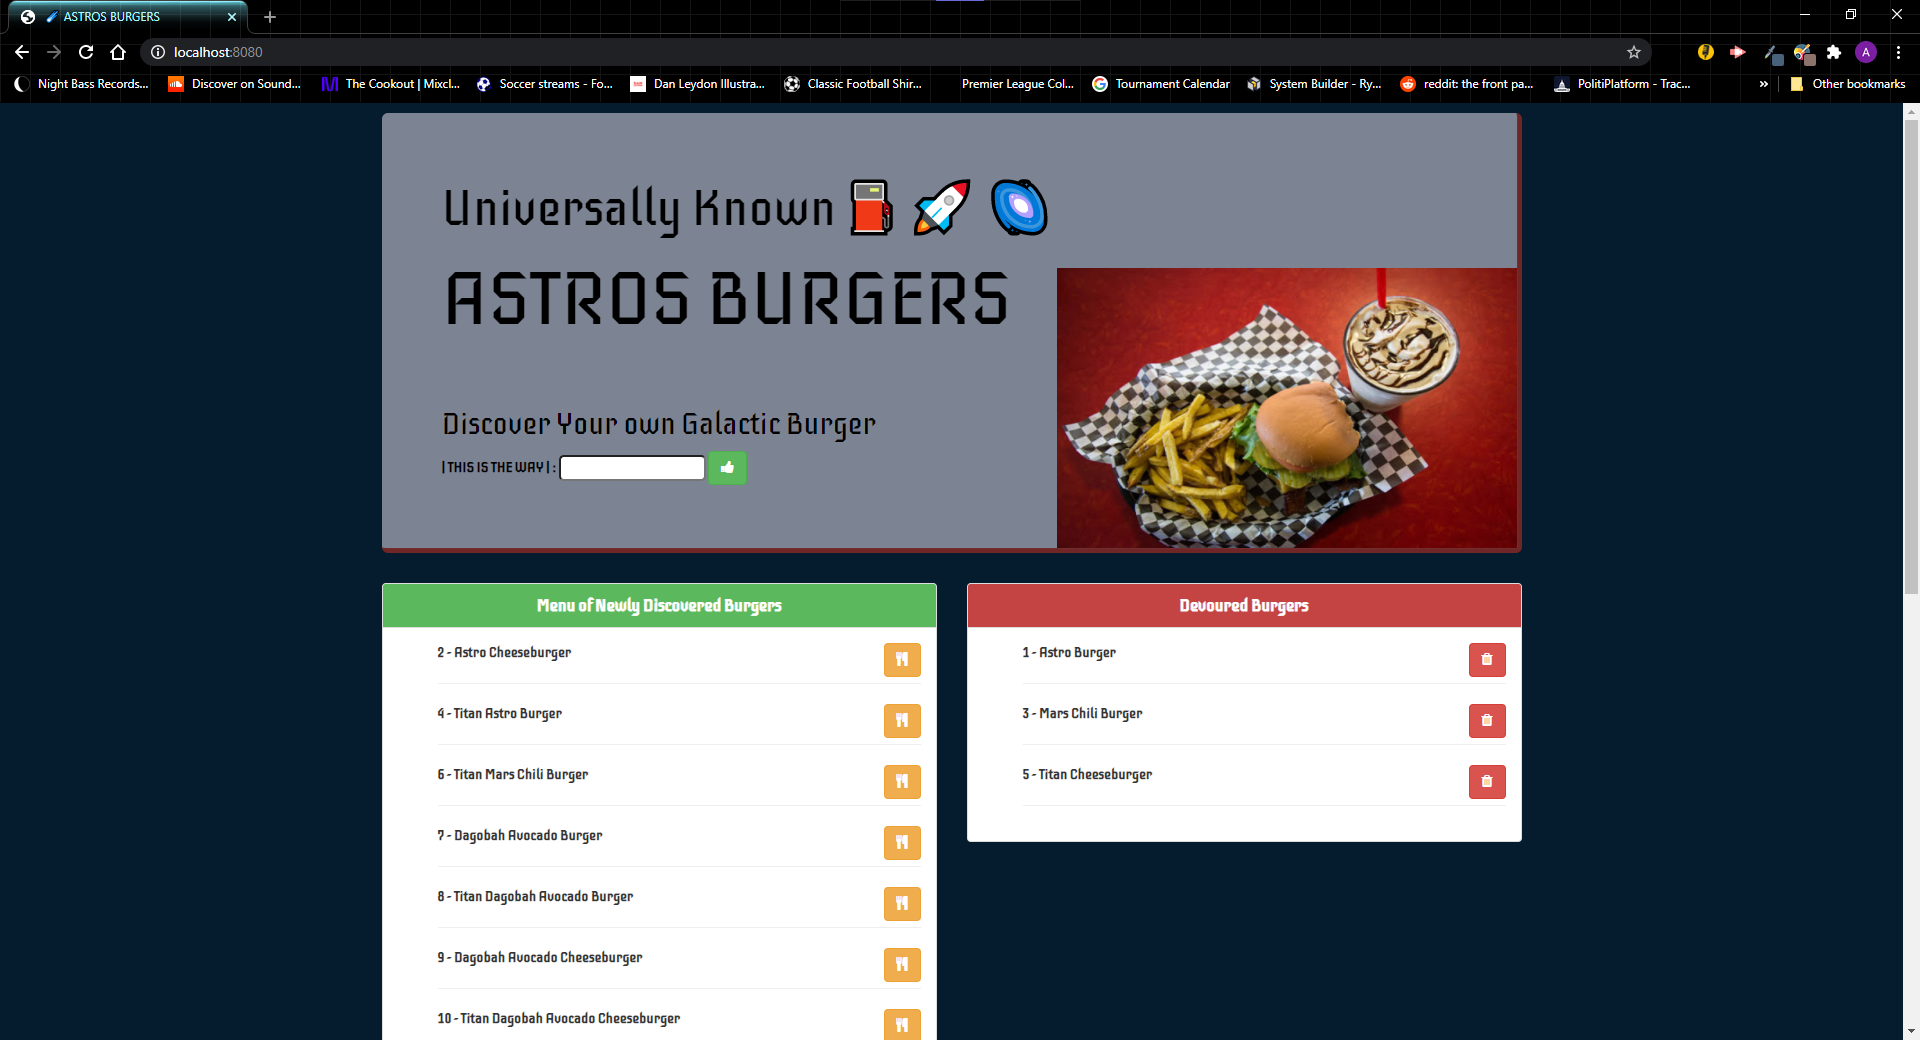 ASTROS BURGERS
localhost:8080
A
Night Bass Records...
Discover on Sound...
The Cookout | Mixcl...
Soccer streams - Fo...
Dan Leydon Illustra...
Classic Football Shir...
Premier League Col...
Tournament Calendar
System Builder - Ry...
reddit: the front pa...
PolitiPlatform - Trac...
»
Other bookmarks
Universally Known
ASTROS BURGERS
Discover Your own Galactic Burger
| THIS IS THE WAY | :
Menu of Newly Discovered Burgers
2 - Astro Cheeseburger
4 - Titan Astro Burger
6 - Titan Mars Chili Burger
7 - Dagobah Avocado Burger
8 - Titan Dagobah Avocado Burger
9 - Dagobah Avocado Cheeseburger
10 - Titan Dagobah Avocado Cheeseburger
Devoured Burgers
1 - Astro Burger
3 - Mars Chili Burger
5 - Titan Cheeseburger